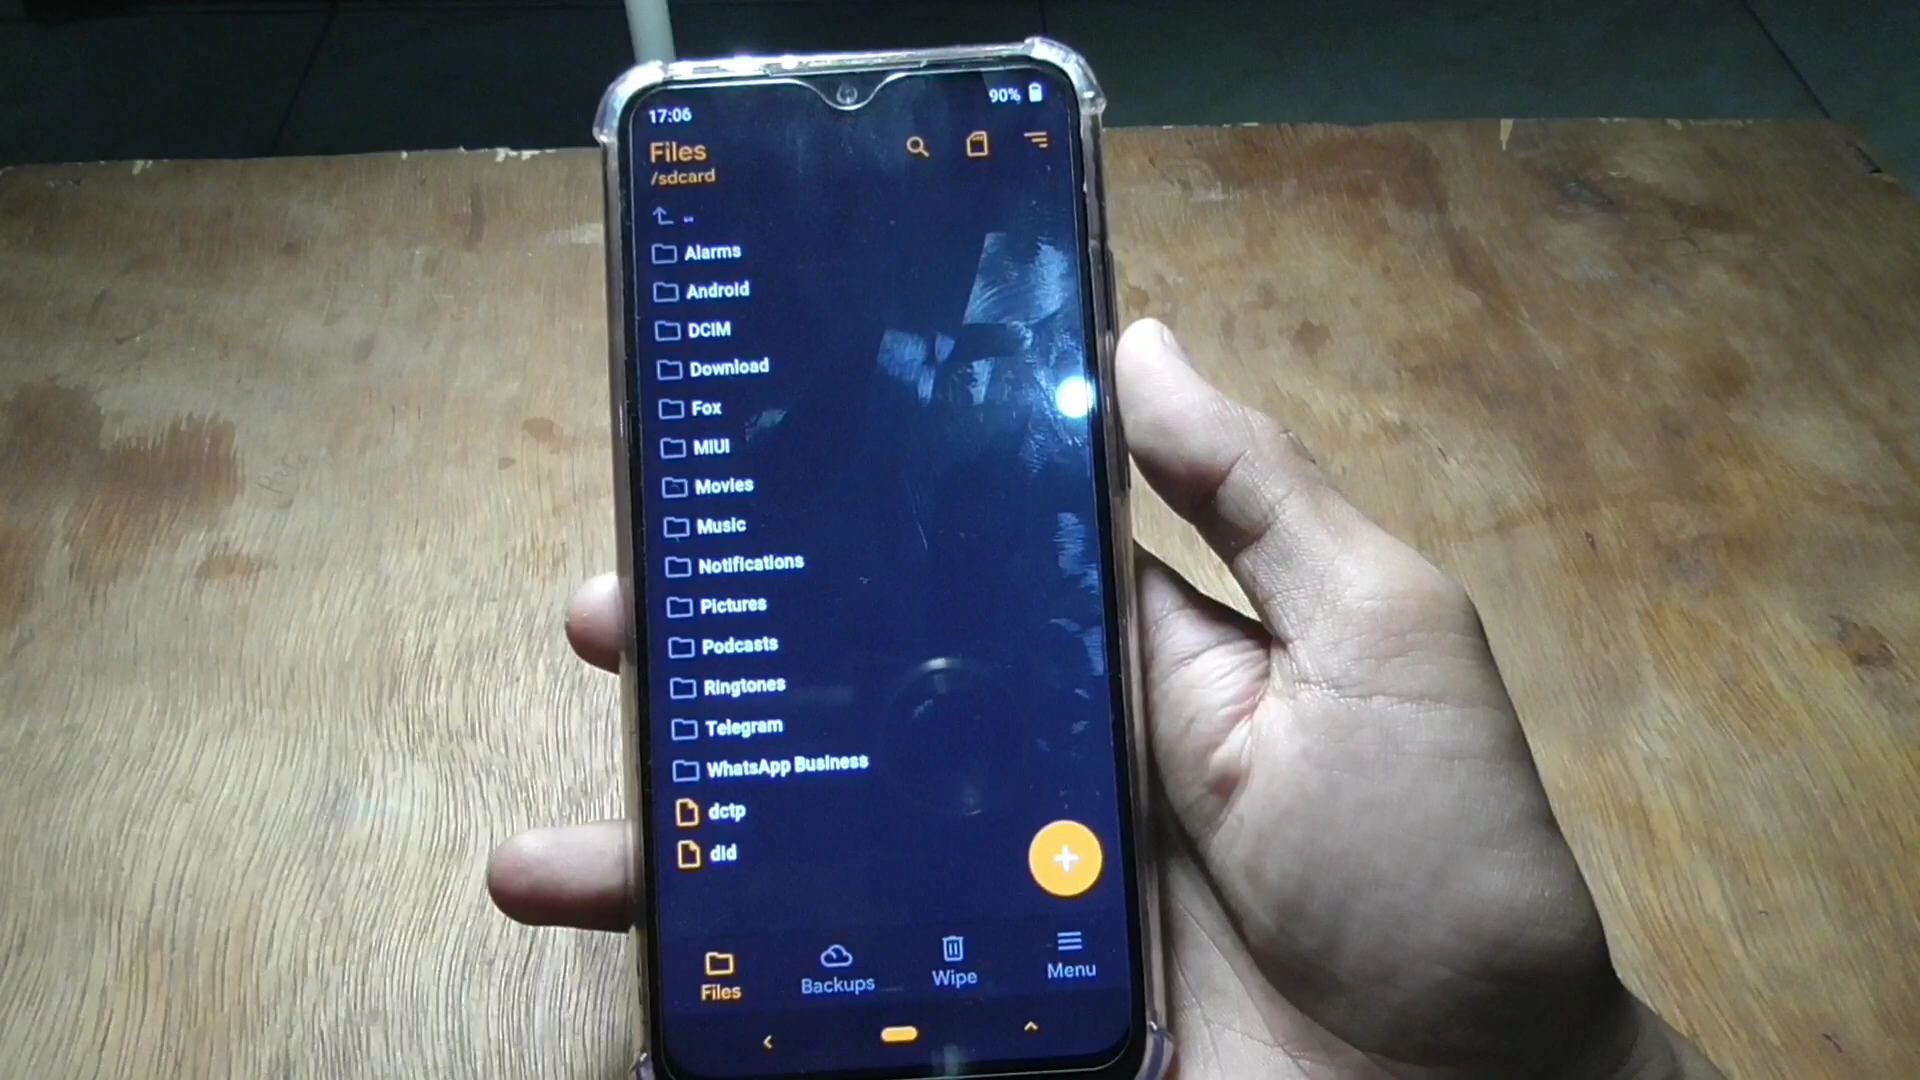 17:06
90%
Files
/sdcard
..
Alarms
Android
DCIM
Download
Fox
MIUI
Movies
Music
Notifications
Pictures
Podcasts
Ringtones
Telegram
WhatsApp Business
dctp
did
Files
Backups
Wipe
Menu